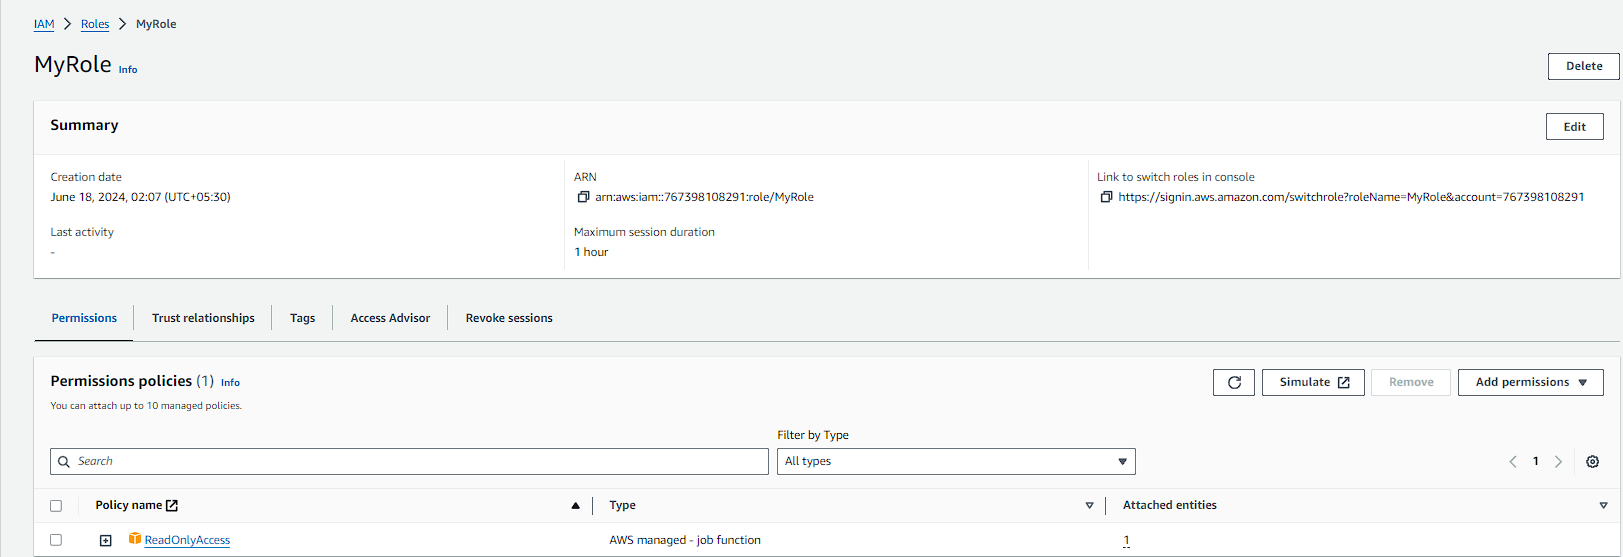 IAM > Roles > MyRole
MyRole Info
Delete
Summary
Edit
Creation date
June 18, 2024, 02:07 (UTC+05:30)
ARN
arn:aws:iam::767398108291:role/MyRole
Link to switch roles in console
https://signin.aws.amazon.com/switchrole?roleName=MyRole&account=767398108291
Last activity
-
Maximum session duration
1 hour
Permissions
Trust relationships
Tags
Access Advisor
Revoke sessions
Permissions policies (1) Info
You can attach up to 10 managed policies.
Simulate
Remove
Add permissions
Filter by Type
Search
All types
1
Policy name
Type
Attached entities
ReadOnlyAccess
AWS managed - job function
1